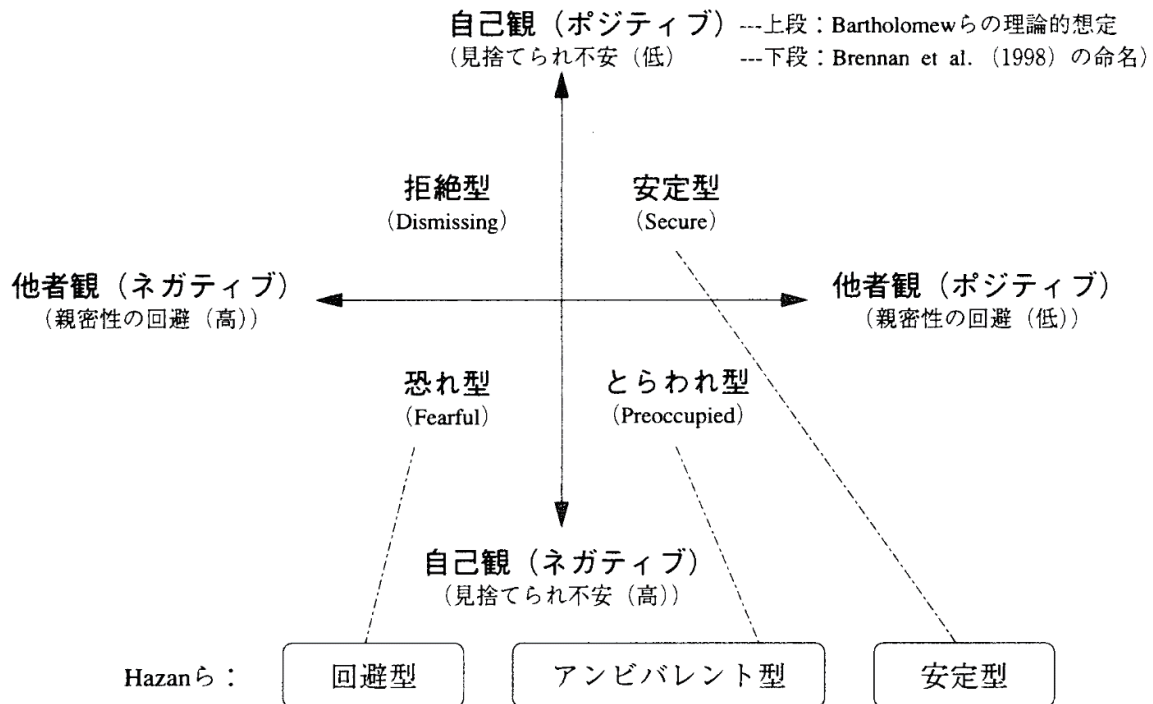 自己観（ポジティブ） ---上段：Bartholomewらの理論的想定
（見捨てられ不安（低） ---下段：Brennan et al. （1998）の命名）
拒絶型
（Dismissing）
安定型
（Secure）
他者観（ネガティブ）
（親密性の回避（高））
他者観（ポジティブ）
（親密性の回避（低））
恐れ型
（Fearful）
とらわれ型
（Preoccupied）
自己観（ネガティブ）
（見捨てられ不安（高））
Hazanら： 回避型 アンビバレント型 安定型